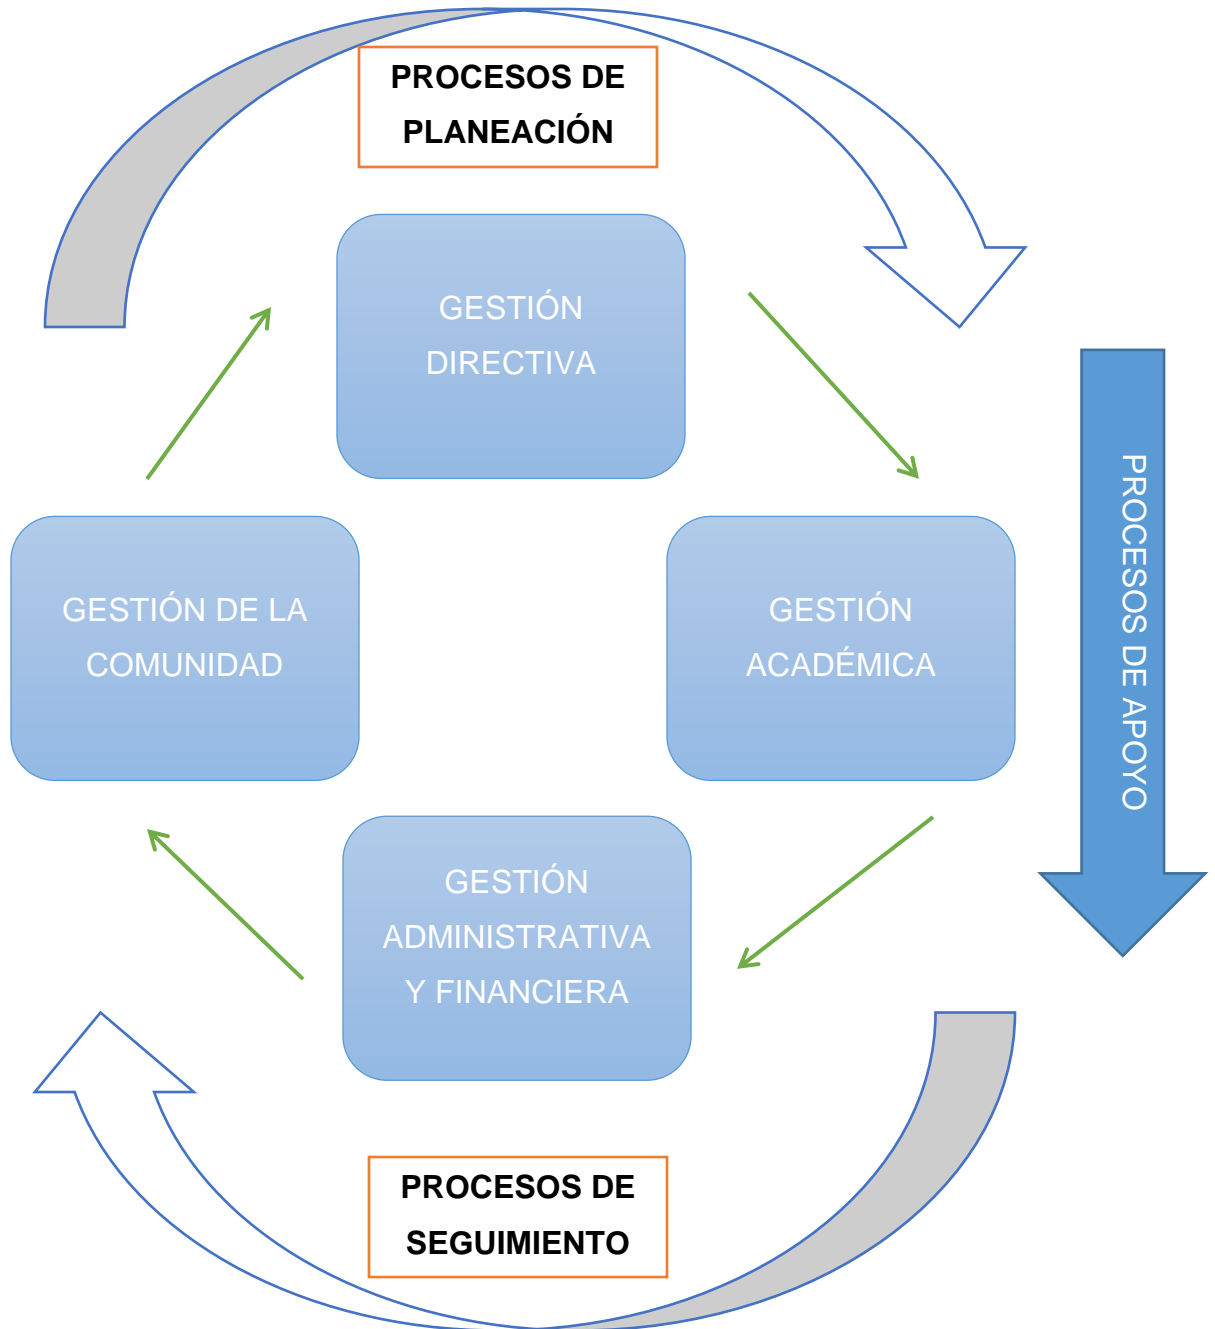 PROCESOS DE
PLANEACIÓN
GESTIÓN
DIRECTIVA
GESTIÓN DE LA
COMUNIDAD
GESTIÓN
ACADÉMICA
PROCESOS DE APOYO
GESTIÓN
ADMINISTRATIVA
Y FINANCIERA
PROCESOS DE
SEGUIMIENTO